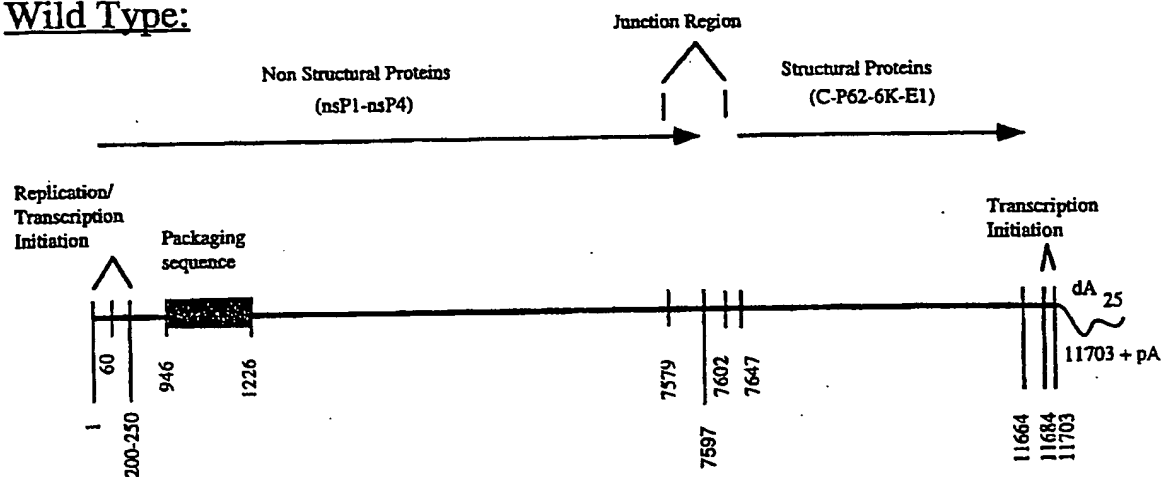 Wild Type:
Junction Region
Non Structural Proteins
(nsP1-nsP4)
Structural Proteins
(C-P62-6K-E1)
Replication/
Transcription
Initiation
Packaging
sequence
Transcription
Initiation
dA 25
11703 + pA
1
60
200-250
946
1226
7579
7597
7602
7647
11664
11684
11703